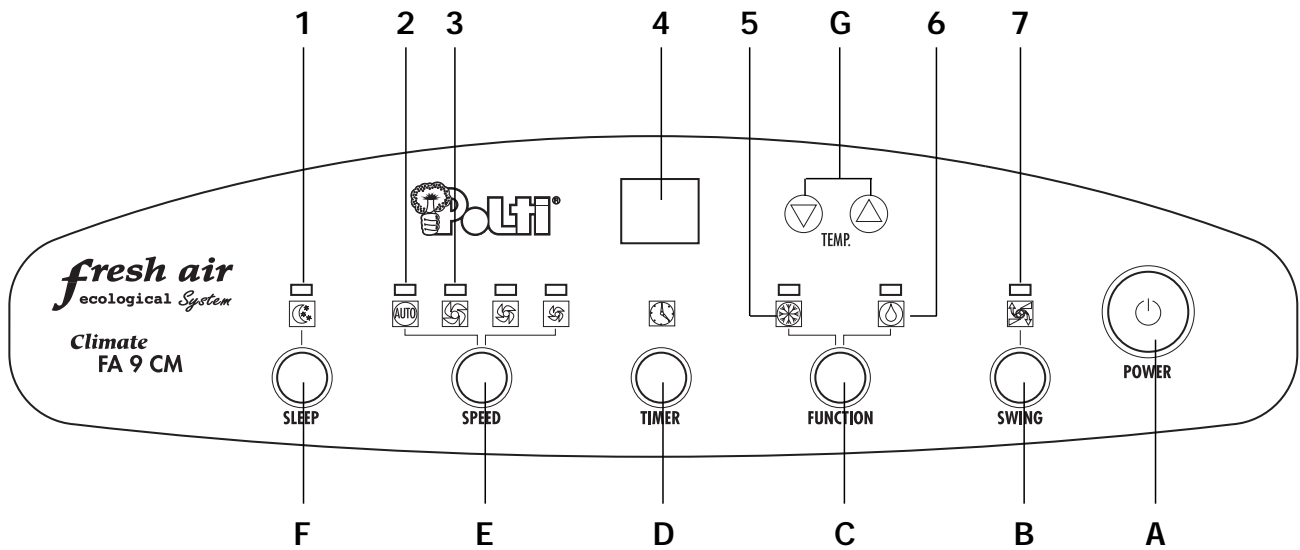 1 2 3 4 5 G 6 7
Polti®
TEMP.
fresh air
ecological System
AUTO
Climate
FA 9 CM
POWER
SLEEP SPEED TIMER FUNCTION SWING
F E D C B A